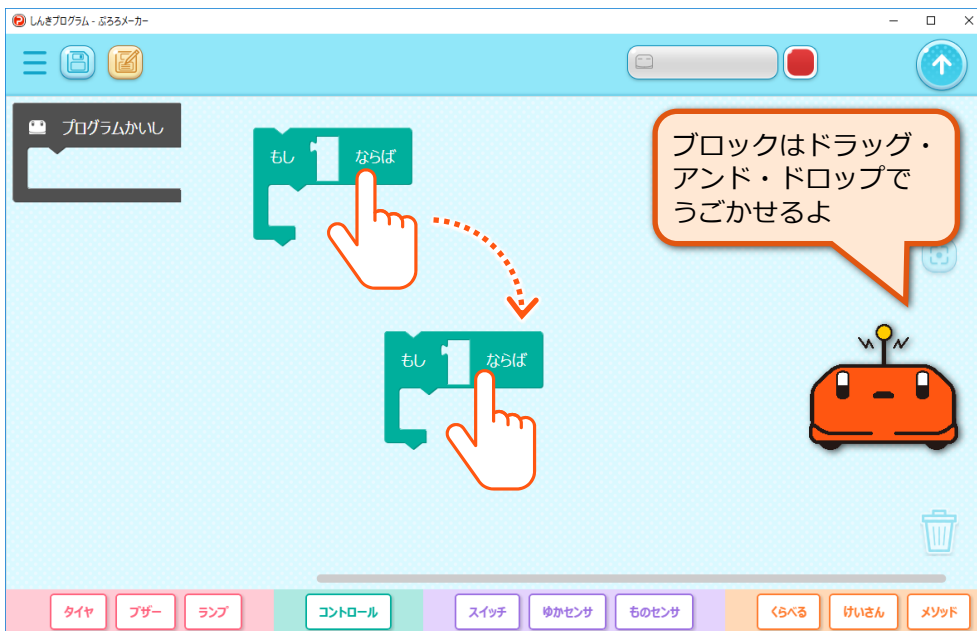 しんきプログラム - ぷろろメーカー
プログラムかいし
もし ならば
ブロックはドラッグ・
アンド・ドロップで
うごかせるよ
もし ならば
タイヤ ブザー ランプ コントロール スイッチ ゆかセンサ ものセンサ くらべる けいさん メソッド